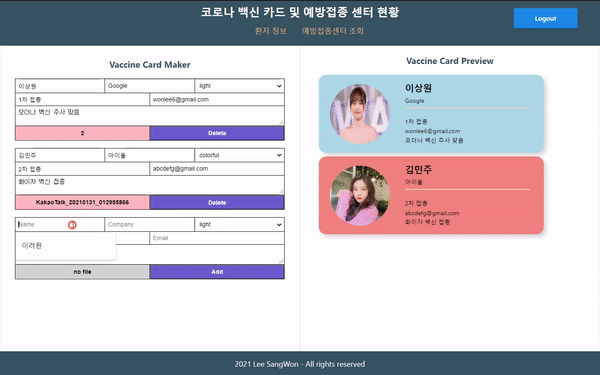 코로나 백신 카드 및 예방접종 센터 현황
Logout
환자 정보 예방접종센터 조회
Vaccine Card Maker
이상원 Google light
1차 접종 wonlee6@gmail.com
모더나 백신 주사 맞음
2 Delete
김민주 아이돌 colorful
2차 접종 abcdefg@gmail.com
화이자 백신 접종
KakaoTalk_20210131_012955866 Delete
Name Company light
이려원 Email
no file Add
Vaccine Card Preview
이상원
Google
1차 접종
wonlee6@gmail.com
모더나 백신 주사 맞음
김민주
아이돌
2차 접종
abcdefg@gmail.com
화이자 백신 접종
2021 Lee SangWon - All rights reserved